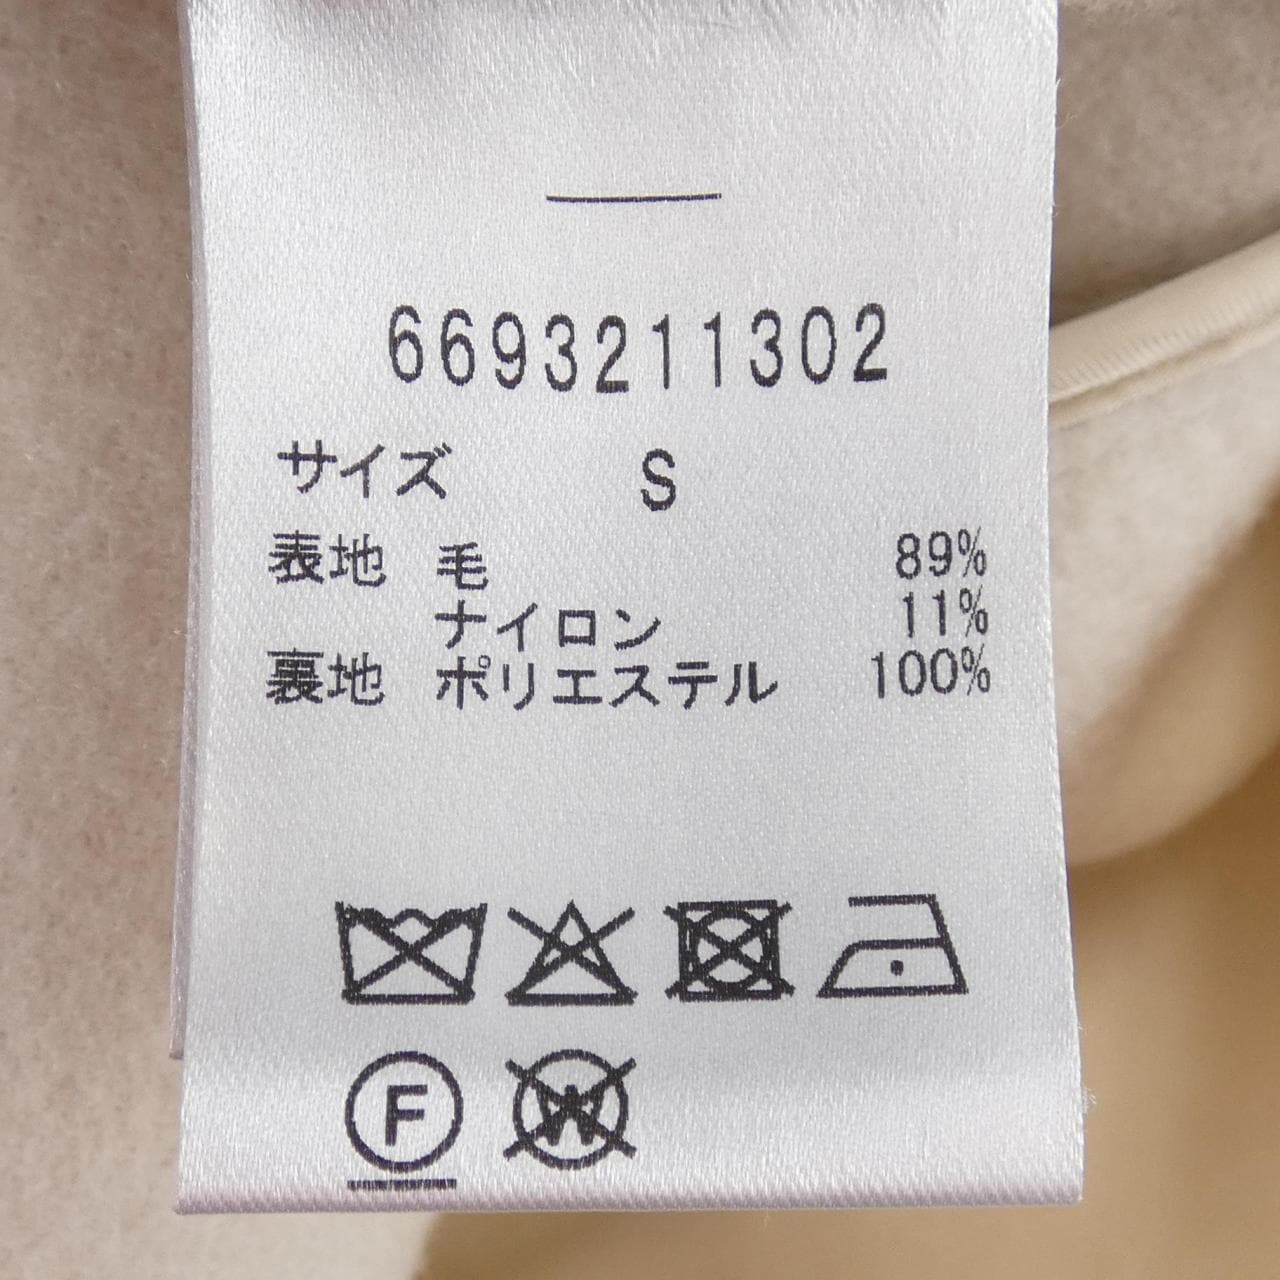 6693211302
サイズ S
表地 毛 89%
ナイロン 11%
裏地 ポリエステル 100%
F
W